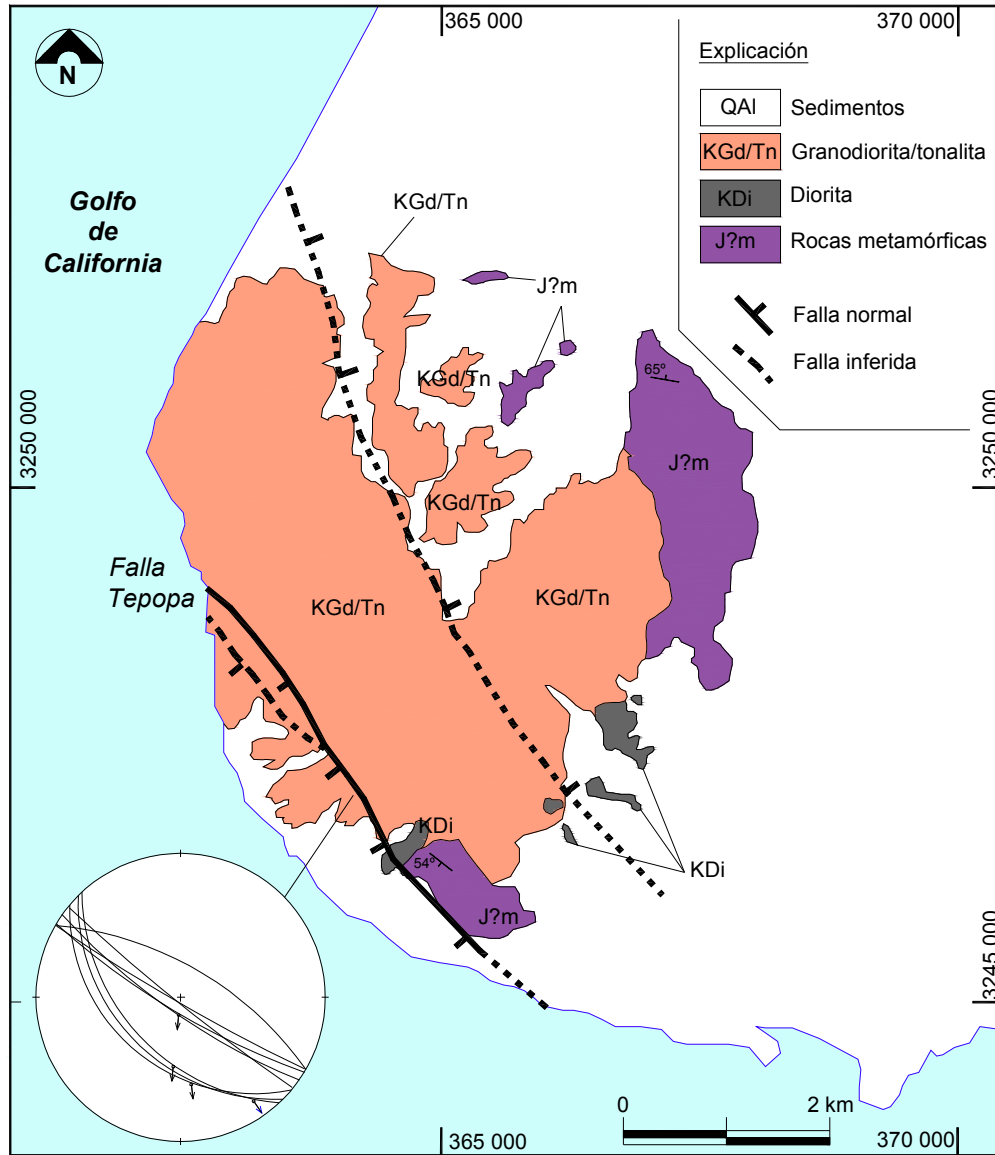 365 000
370 000
N
Explicación
QAl Sedimentos
KGd/Tn Granodiorita/tonalita
KDi Diorita
J?m Rocas metamórficas
Falla normal
Falla inferida
Golfo
de
California
KGd/Tn
J?m
KGd/Tn
65º
3250 000
3250 000
J?m
KGd/Tn
Falla
Tepopa
KGd/Tn
KGd/Tn
KDi
54º
KDi
J?m
3245 000
0 2 km
365 000
370 000